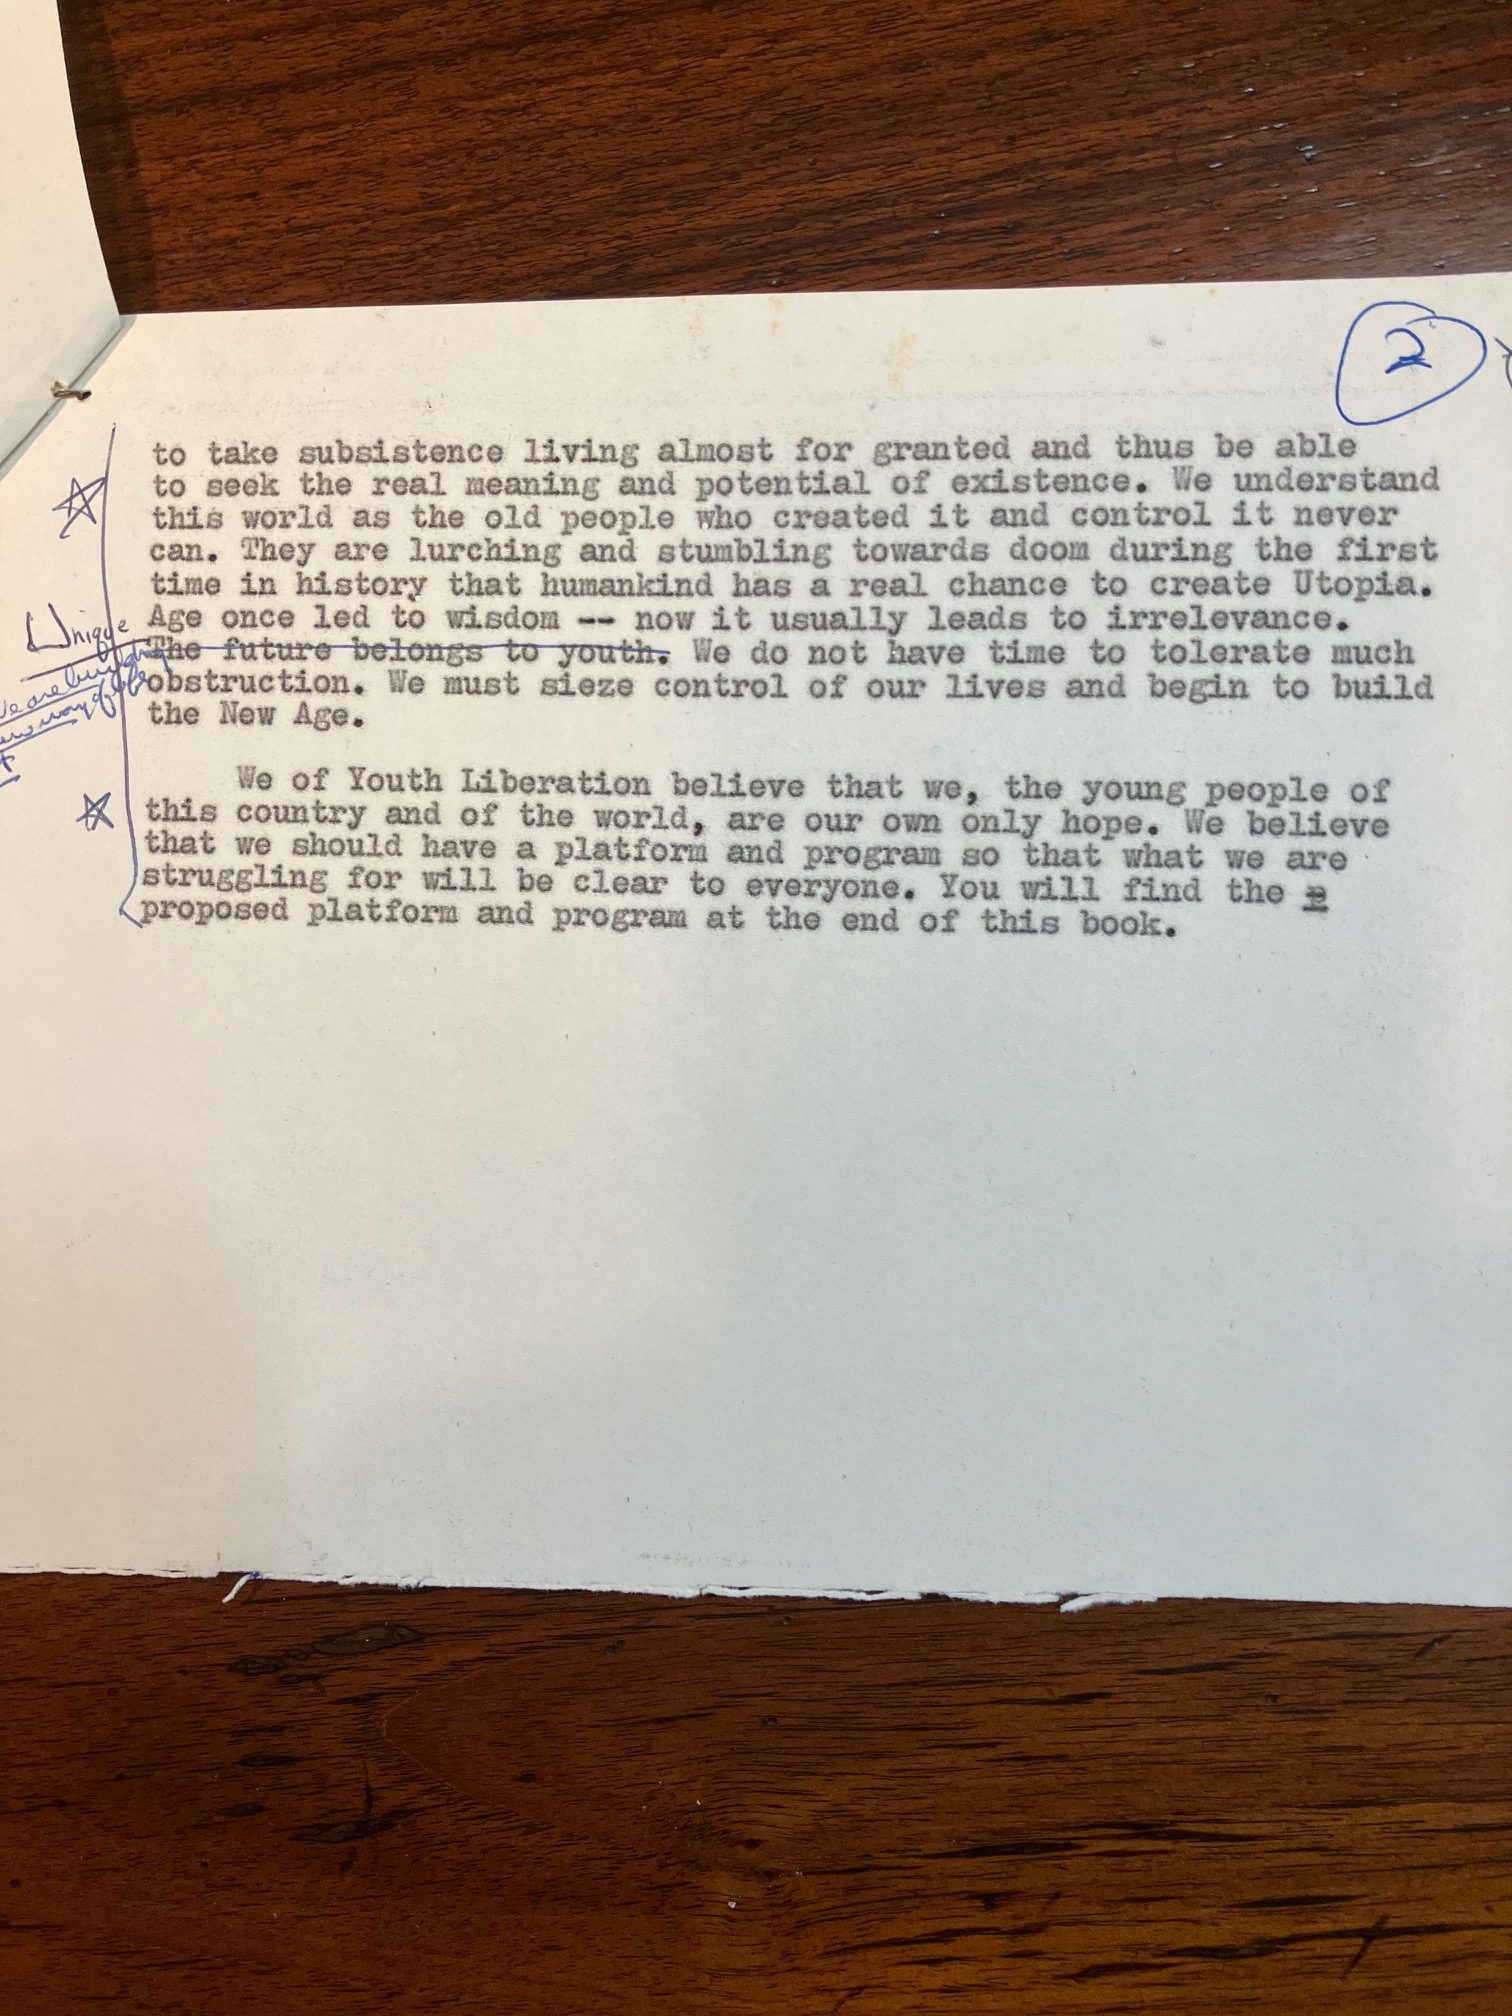 2
to take subsistence living almost for granted and thus be able
to seek the real meaning and potential of existence. We understand
this world as the old people who created it and control it never
can. They are lurching and stumbling towards doom during the first
time in history that humankind has a real chance to create Utopia.
Age once led to wisdom -- now it usually leads to irrelevance.
Unique
The future belongs to youth. We do not have time to tolerate much
obstruction. We must sieze control of our lives and begin to build
the New Age.
We of Youth Liberation believe that we, the young people of
this country and of the world, are our own only hope. We believe
that we should have a platform and program so that what we are
struggling for will be clear to everyone. You will find the
proposed platform and program at the end of this book.